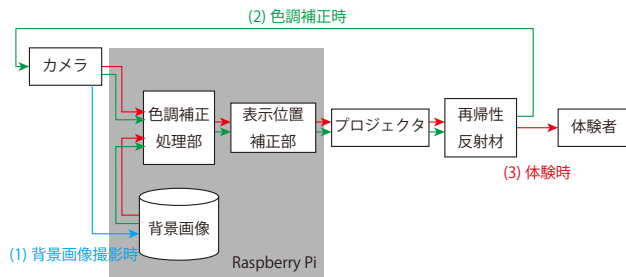 (2) 色調補正時
カメラ
色調補正
処理部
表示位置
補正部
プロジェクタ
再帰性
反射材
体験者
(3) 体験時
背景画像
(1) 背景画像撮影時
Raspberry Pi